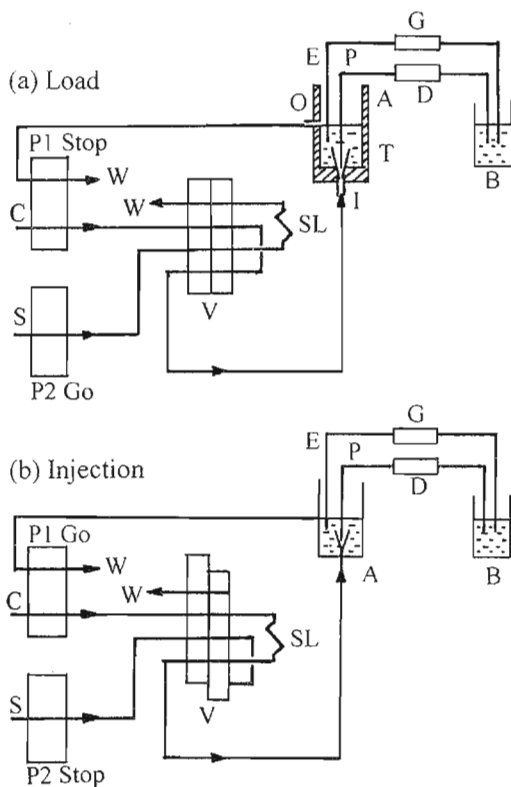 (a) Load
G
E P
D
O A
T
P1 Stop
W
W I B
C
SL
V
S
P2 Go
(b) Injection
G
E P
D
P1 Go
W
W A B
C
SL
S
V
P2 Stop